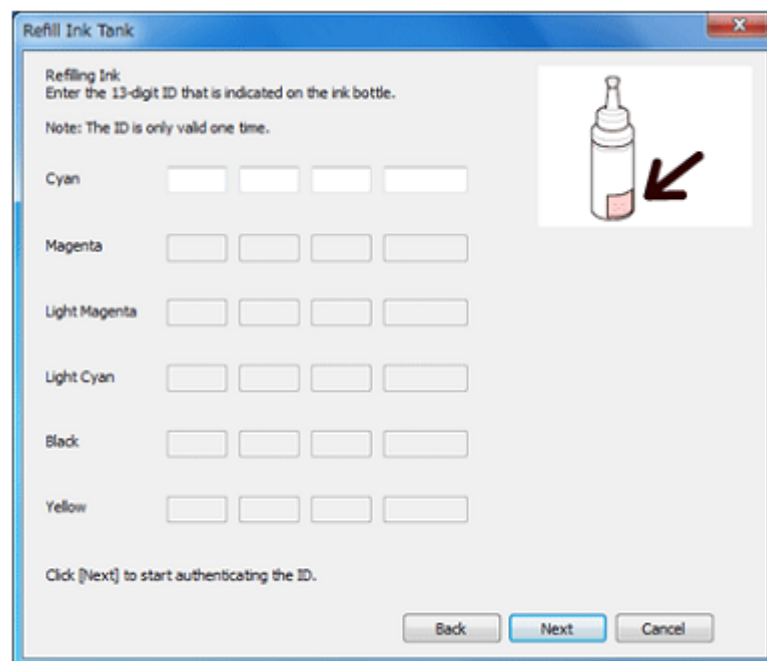 Refill Ink Tank
Refilling Ink
Enter the 13-digit ID that is indicated on the ink bottle.
Note: The ID is only valid one time.
Cyan
Magenta
Light Magenta
Light Cyan
Black
Yellow
Click [Next] to start authenticating the ID.
Back Next Cancel